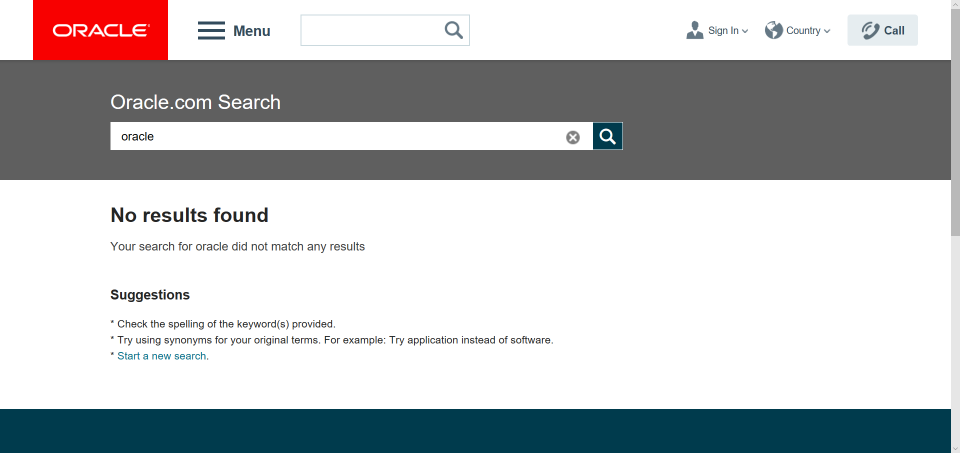 ORACLE
Menu
Sign In
Country
Call
Oracle.com Search
oracle
No results found
Your search for oracle did not match any results
Suggestions
* Check the spelling of the keyword(s) provided.
* Try using synonyms for your original terms. For example: Try application instead of software.
* Start a new search.